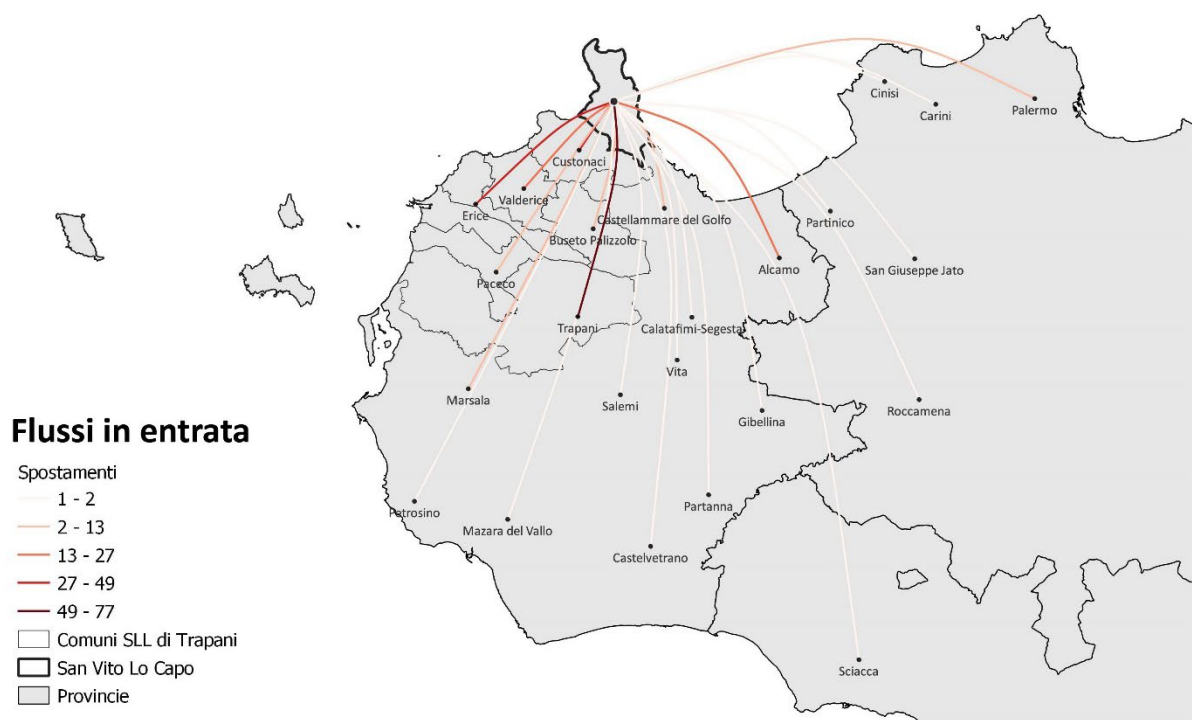 Cinisi
Carini
Palermo
Custonaci
Valderice
Erice
Castellammare del Golfo
Partinico
Buseto Palizzolo
Paceco
Alcamo
San Giuseppe Jato
Trapani
Calatafimi-Segesta
Vita
Marsala
Salemi
Gibellina
Roccamena
Petrosino
Mazara del Vallo
Partanna
Castelvetrano
Sciacca
Flussi in entrata
Spostamenti
1 - 2
2 - 13
13 - 27
27 - 49
49 - 77
Comuni SLL di Trapani
San Vito Lo Capo
Provincie